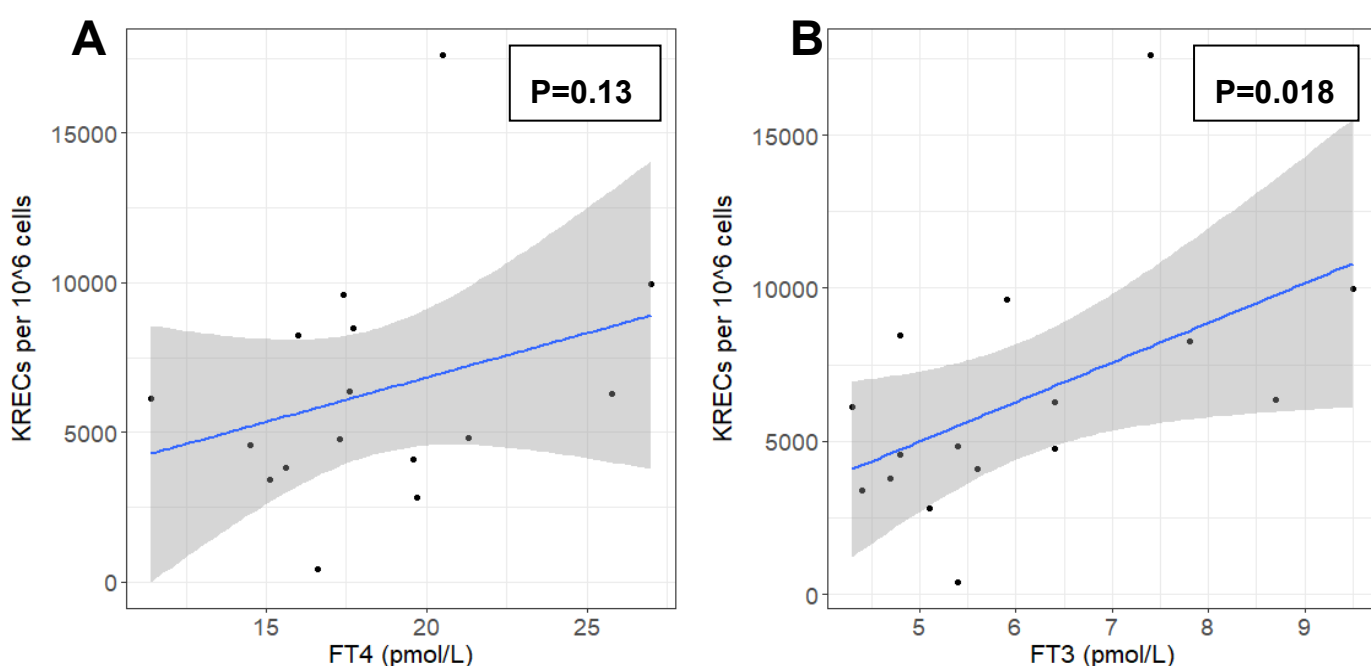 A
P=0.13
15000
10000
5000
0
KRECs per 10^6 cells
15
20
25
FT4 (pmol/L)
B
P=0.018
15000
10000
5000
0
KRECs per 10^6 cells
5
6
7
8
9
FT3 (pmol/L)